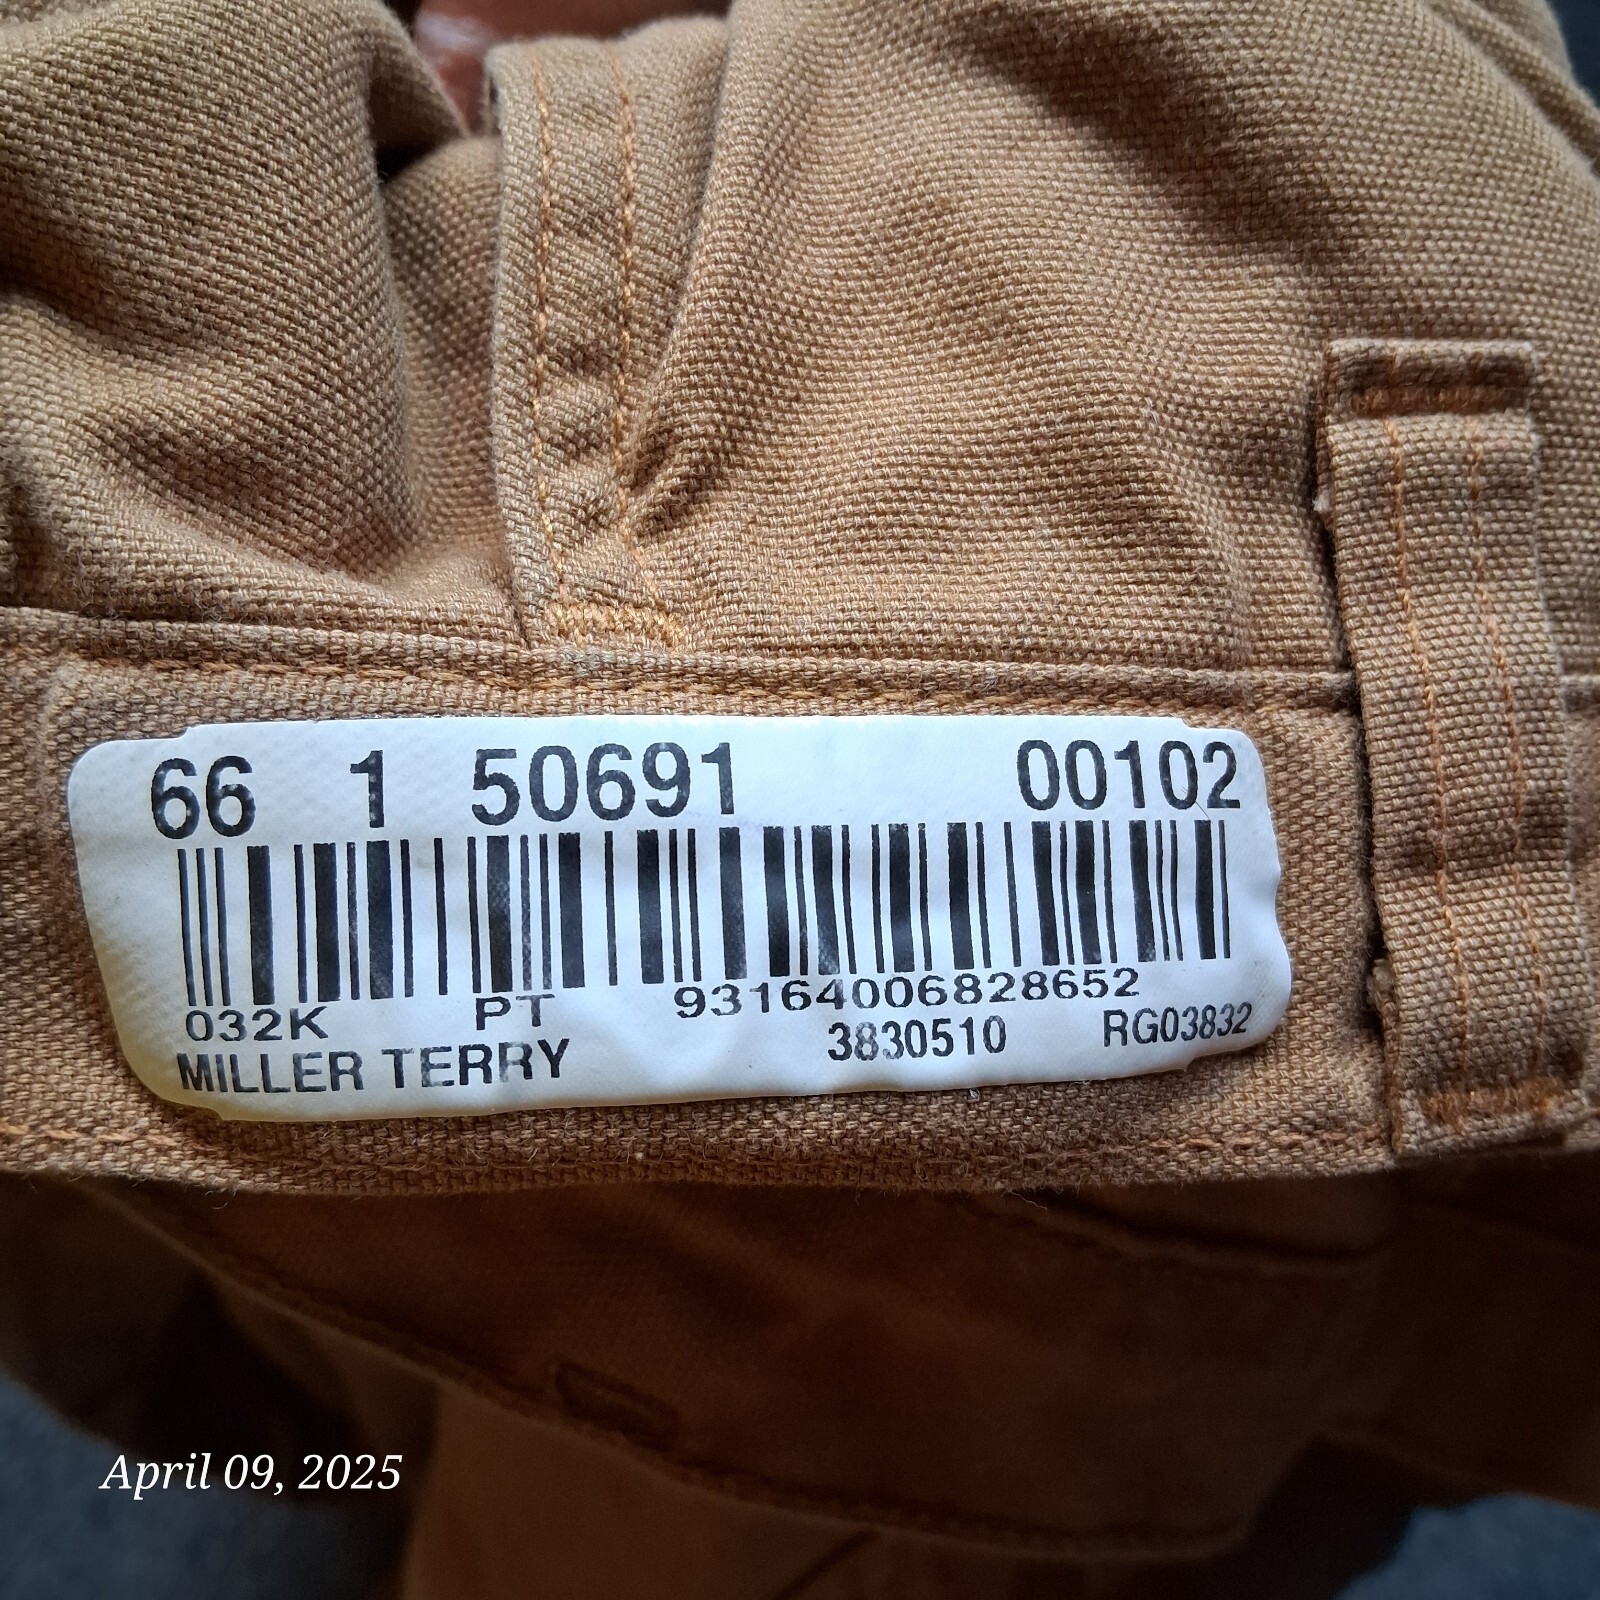 66 1 50691 00102
032K PT 93164006828652
MILLER TERRY 3830510 RG03832
April 09, 2025